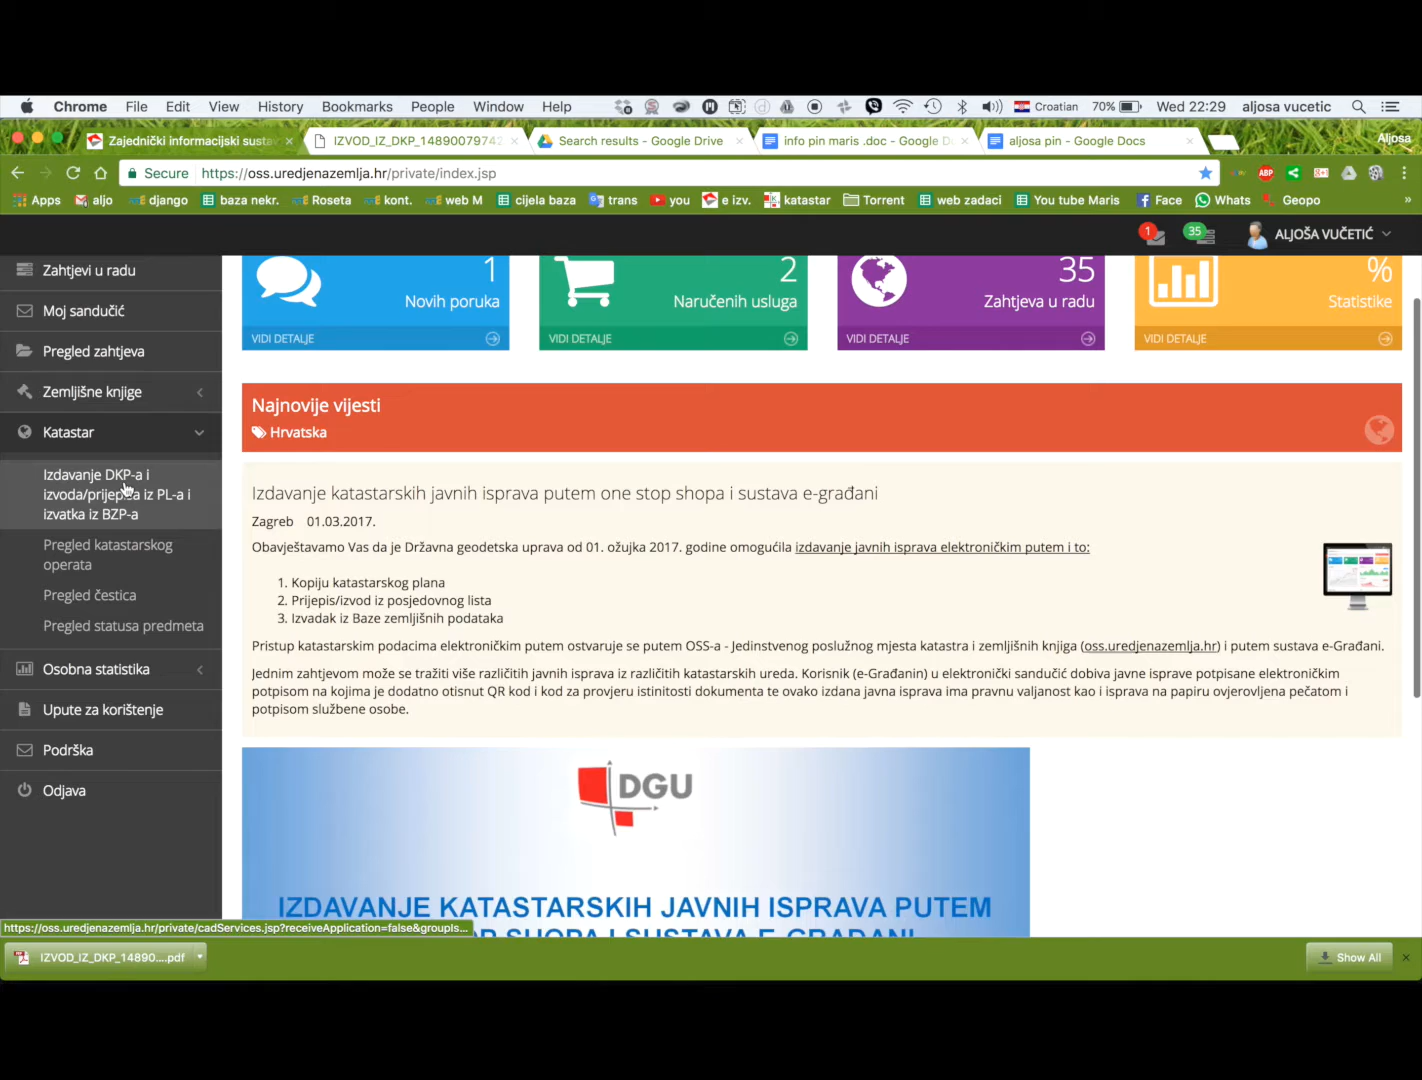 Chrome File Edit View History Bookmarks People Window Help Croatian 70% Wed 22:29 aljosa vucetic
Zajednički informacijski susta IZVOD_IZ_DKP_14890079742 Search results - Google Drive info pin maris .doc - Google D aljosa pin - Google Docs Aljosa
Secure https://oss.uredjenazemlja.hr/private/index.jsp
Apps aljo django baza nekr. Roseta kont. web M cijela baza trans you e izv. katastar Torrent web zadaci You tube Maris Face Whats Geopo »
1 35 ALJOŠA VUČETIĆ
Zahtjevi u radu
Moj sandučić
Pregled zahtjeva
Zemljišne knjige
Katastar
Izdavanje DKP-a i
izvoda/prijepisa iz PL-a i
izvatka iz BZP-a
Pregled katastarskog
operata
Pregled čestica
Pregled statusa predmeta
Osobna statistika
Upute za korištenje
Podrška
Odjava
1
Novih poruka
VIDI DETALJE
2
Naručenih usluga
VIDI DETALJE
35
Zahtjeva u radu
VIDI DETALJE
%
Statistike
VIDI DETALJE
Najnovije vijesti
Hrvatska
Izdavanje katastarskih javnih isprava putem one stop shopa i sustava e-građani
Zagreb 01.03.2017.
Obavještavamo Vas da je Državna geodetska uprava od 01. ožujka 2017. godine omogućila izdavanje javnih isprava elektroničkim putem i to:
1. Kopiju katastarskog plana
2. Prijepis/izvod iz posjedovnog lista
3. Izvadak iz Baze zemljišnih podataka
Pristup katastarskim podacima elektroničkim putem ostvaruje se putem OSS-a - Jedinstvenog poslužnog mjesta katastra i zemljišnih knjiga (oss.uredjenazemlja.hr) i putem sustava e-Građani.
Jednim zahtjevom može se tražiti više različitih javnih isprava iz različitih katastarskih ureda. Korisnik (e-Građanin) u elektronički sandučić dobiva javne isprave potpisane elektroničkim
potpisom na kojima je dodatno otisnut QR kod i kod za provjeru istinitosti dokumenta te ovako izdana javna isprava ima pravnu valjanost kao i isprava na papiru ovjerovljena pečatom i
potpisom službene osobe.
DGU
IZDAVANJE KATASTARSKIH JAVNIH ISPRAVA PUTEM
SHOPA I SUSTAVA E-GRAĐANI
https://oss.uredjenazemlja.hr/private/cadServices.jsp?receiveApplication=false&groupIs...
IZVOD_IZ_DKP_14890....pdf Show All